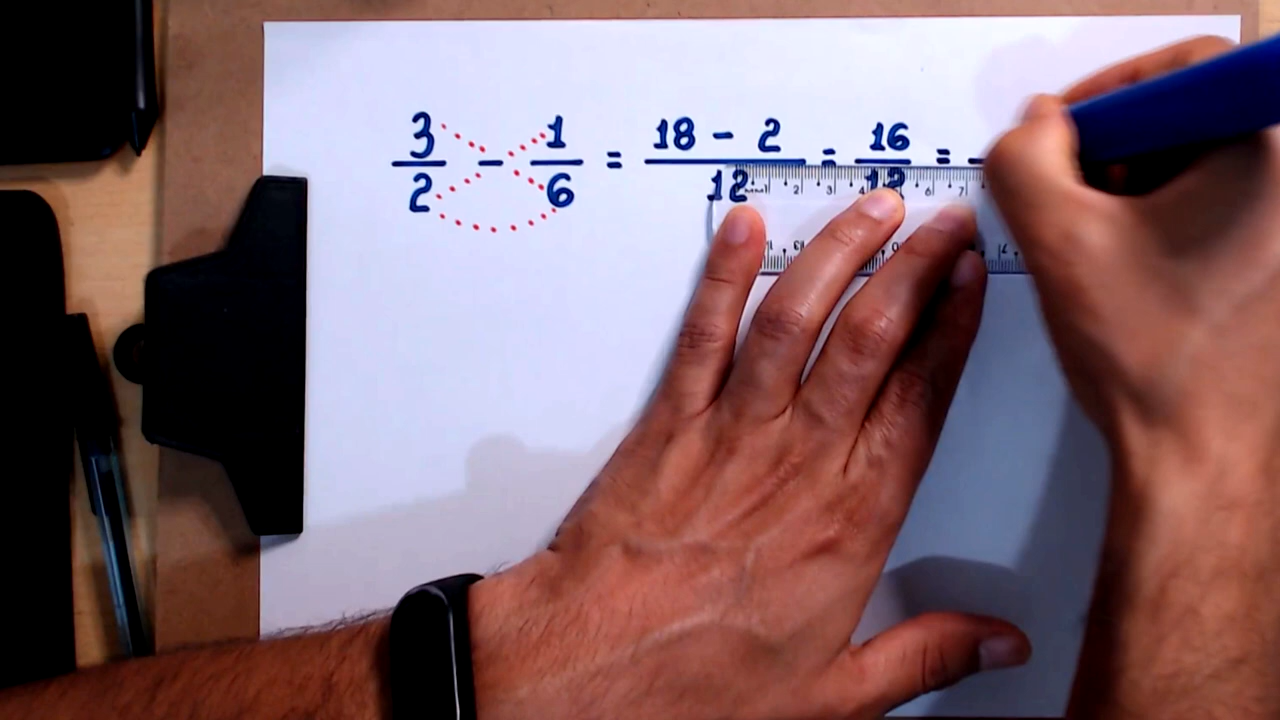 3/2 - 1/6 = 18 - 2/12 = 16/12 =